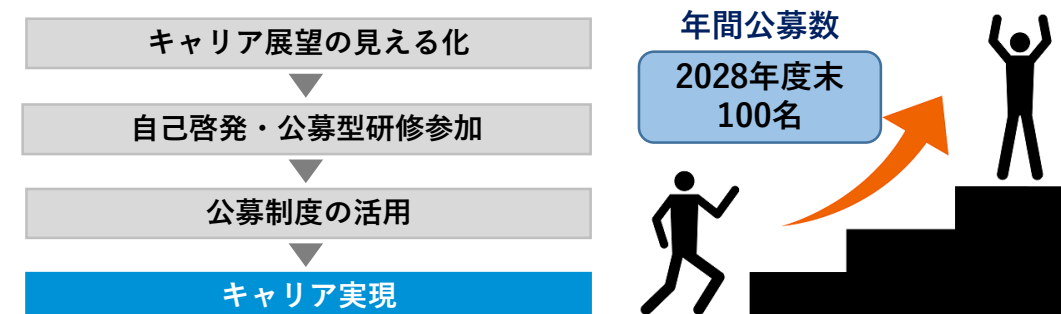 キャリア展望の見える化
自己啓発・公募型研修参加
公募制度の活用
キャリア実現
年間公募数
2028年度末
100名